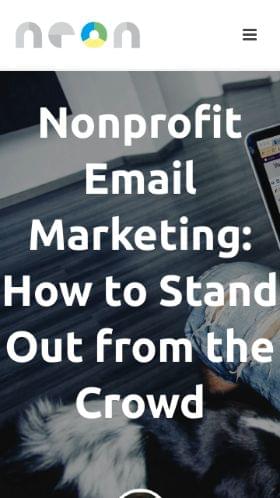 neon
Nonprofit
Email
Marketing:
How to Stand
Out from the
Crowd